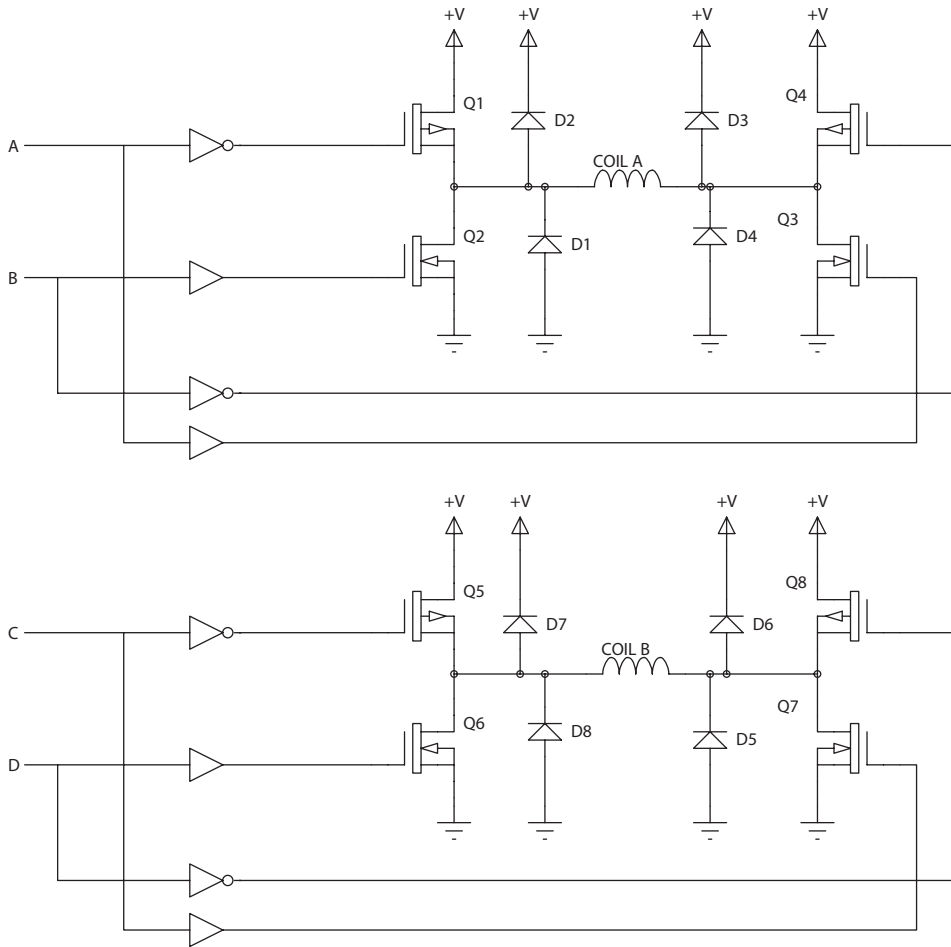 +V +V +V +V
Q1 D2 D3 Q4
A
COIL A
Q2 D1 D4 Q3
B
+V +V +V +V
Q5 D7 D6 Q8
C
COIL B
Q6 D8 D5 Q7
D